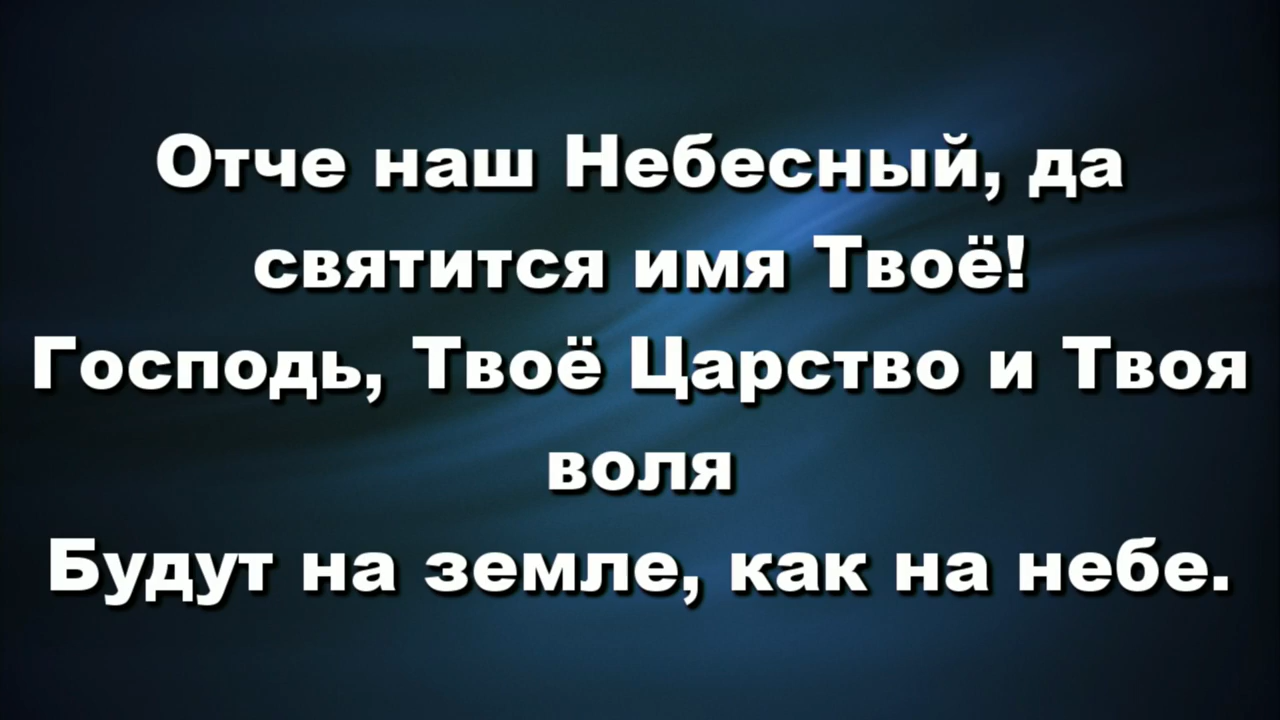 Отче наш Небесный, да
святится имя Твоё!
Господь, Твоё Царство и Твоя
воля
Будут на земле, как на небе.